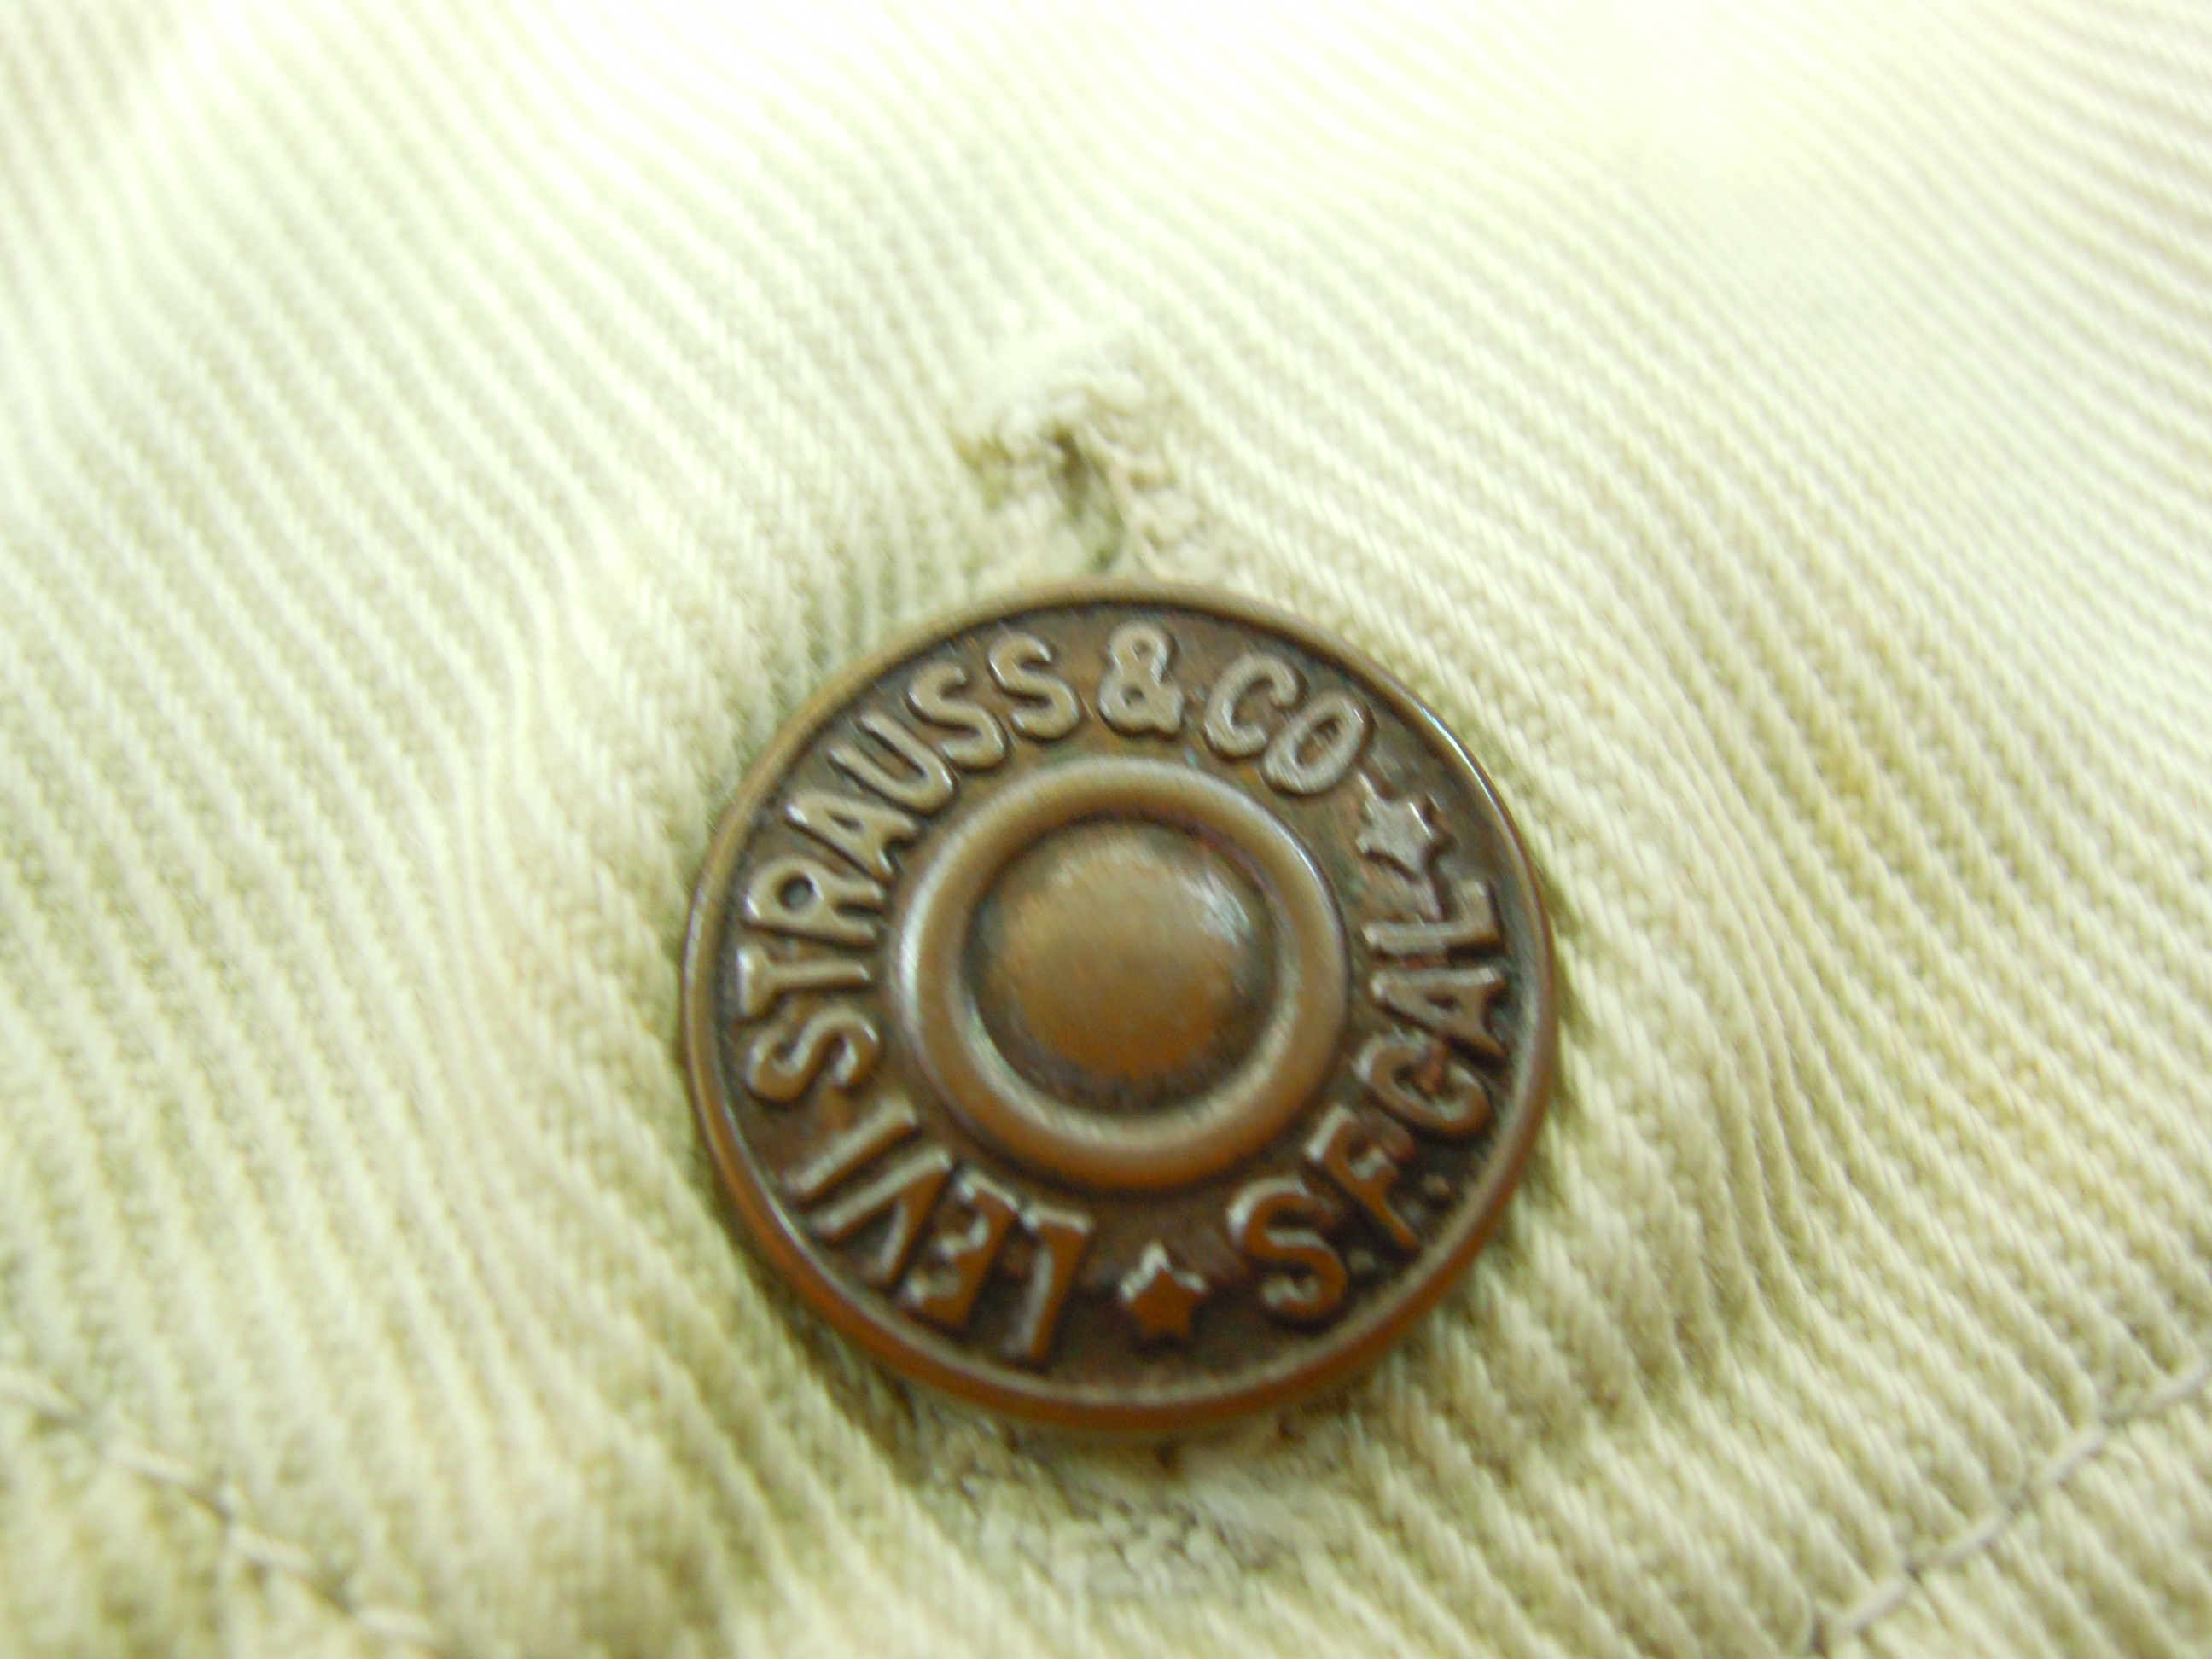 LEVI STRAUSS & CO ★ S.F. CAL ★